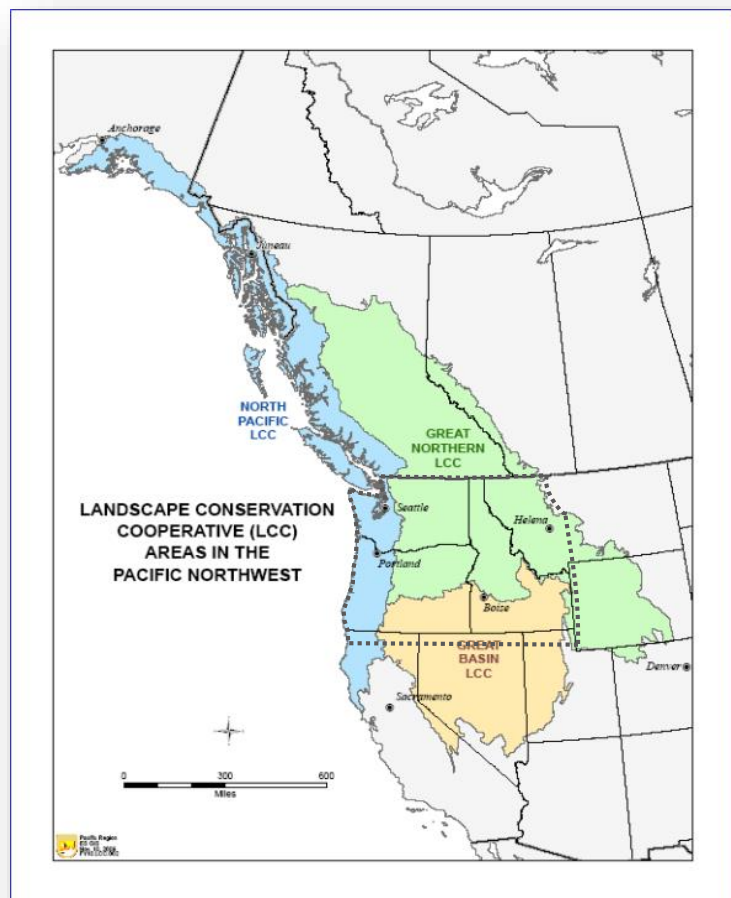 Anchorage
Juneau
NORTH
PACIFIC
LCC
GREAT
NORTHERN
LCC
LANDSCAPE CONSERVATION
COOPERATIVE (LCC)
AREAS IN THE
PACIFIC NORTHWEST
Seattle
Helena
Portland
Boise
GREAT
BASIN
LCC
Denver
Sacramento
0 300 600
Miles
Pacific Region